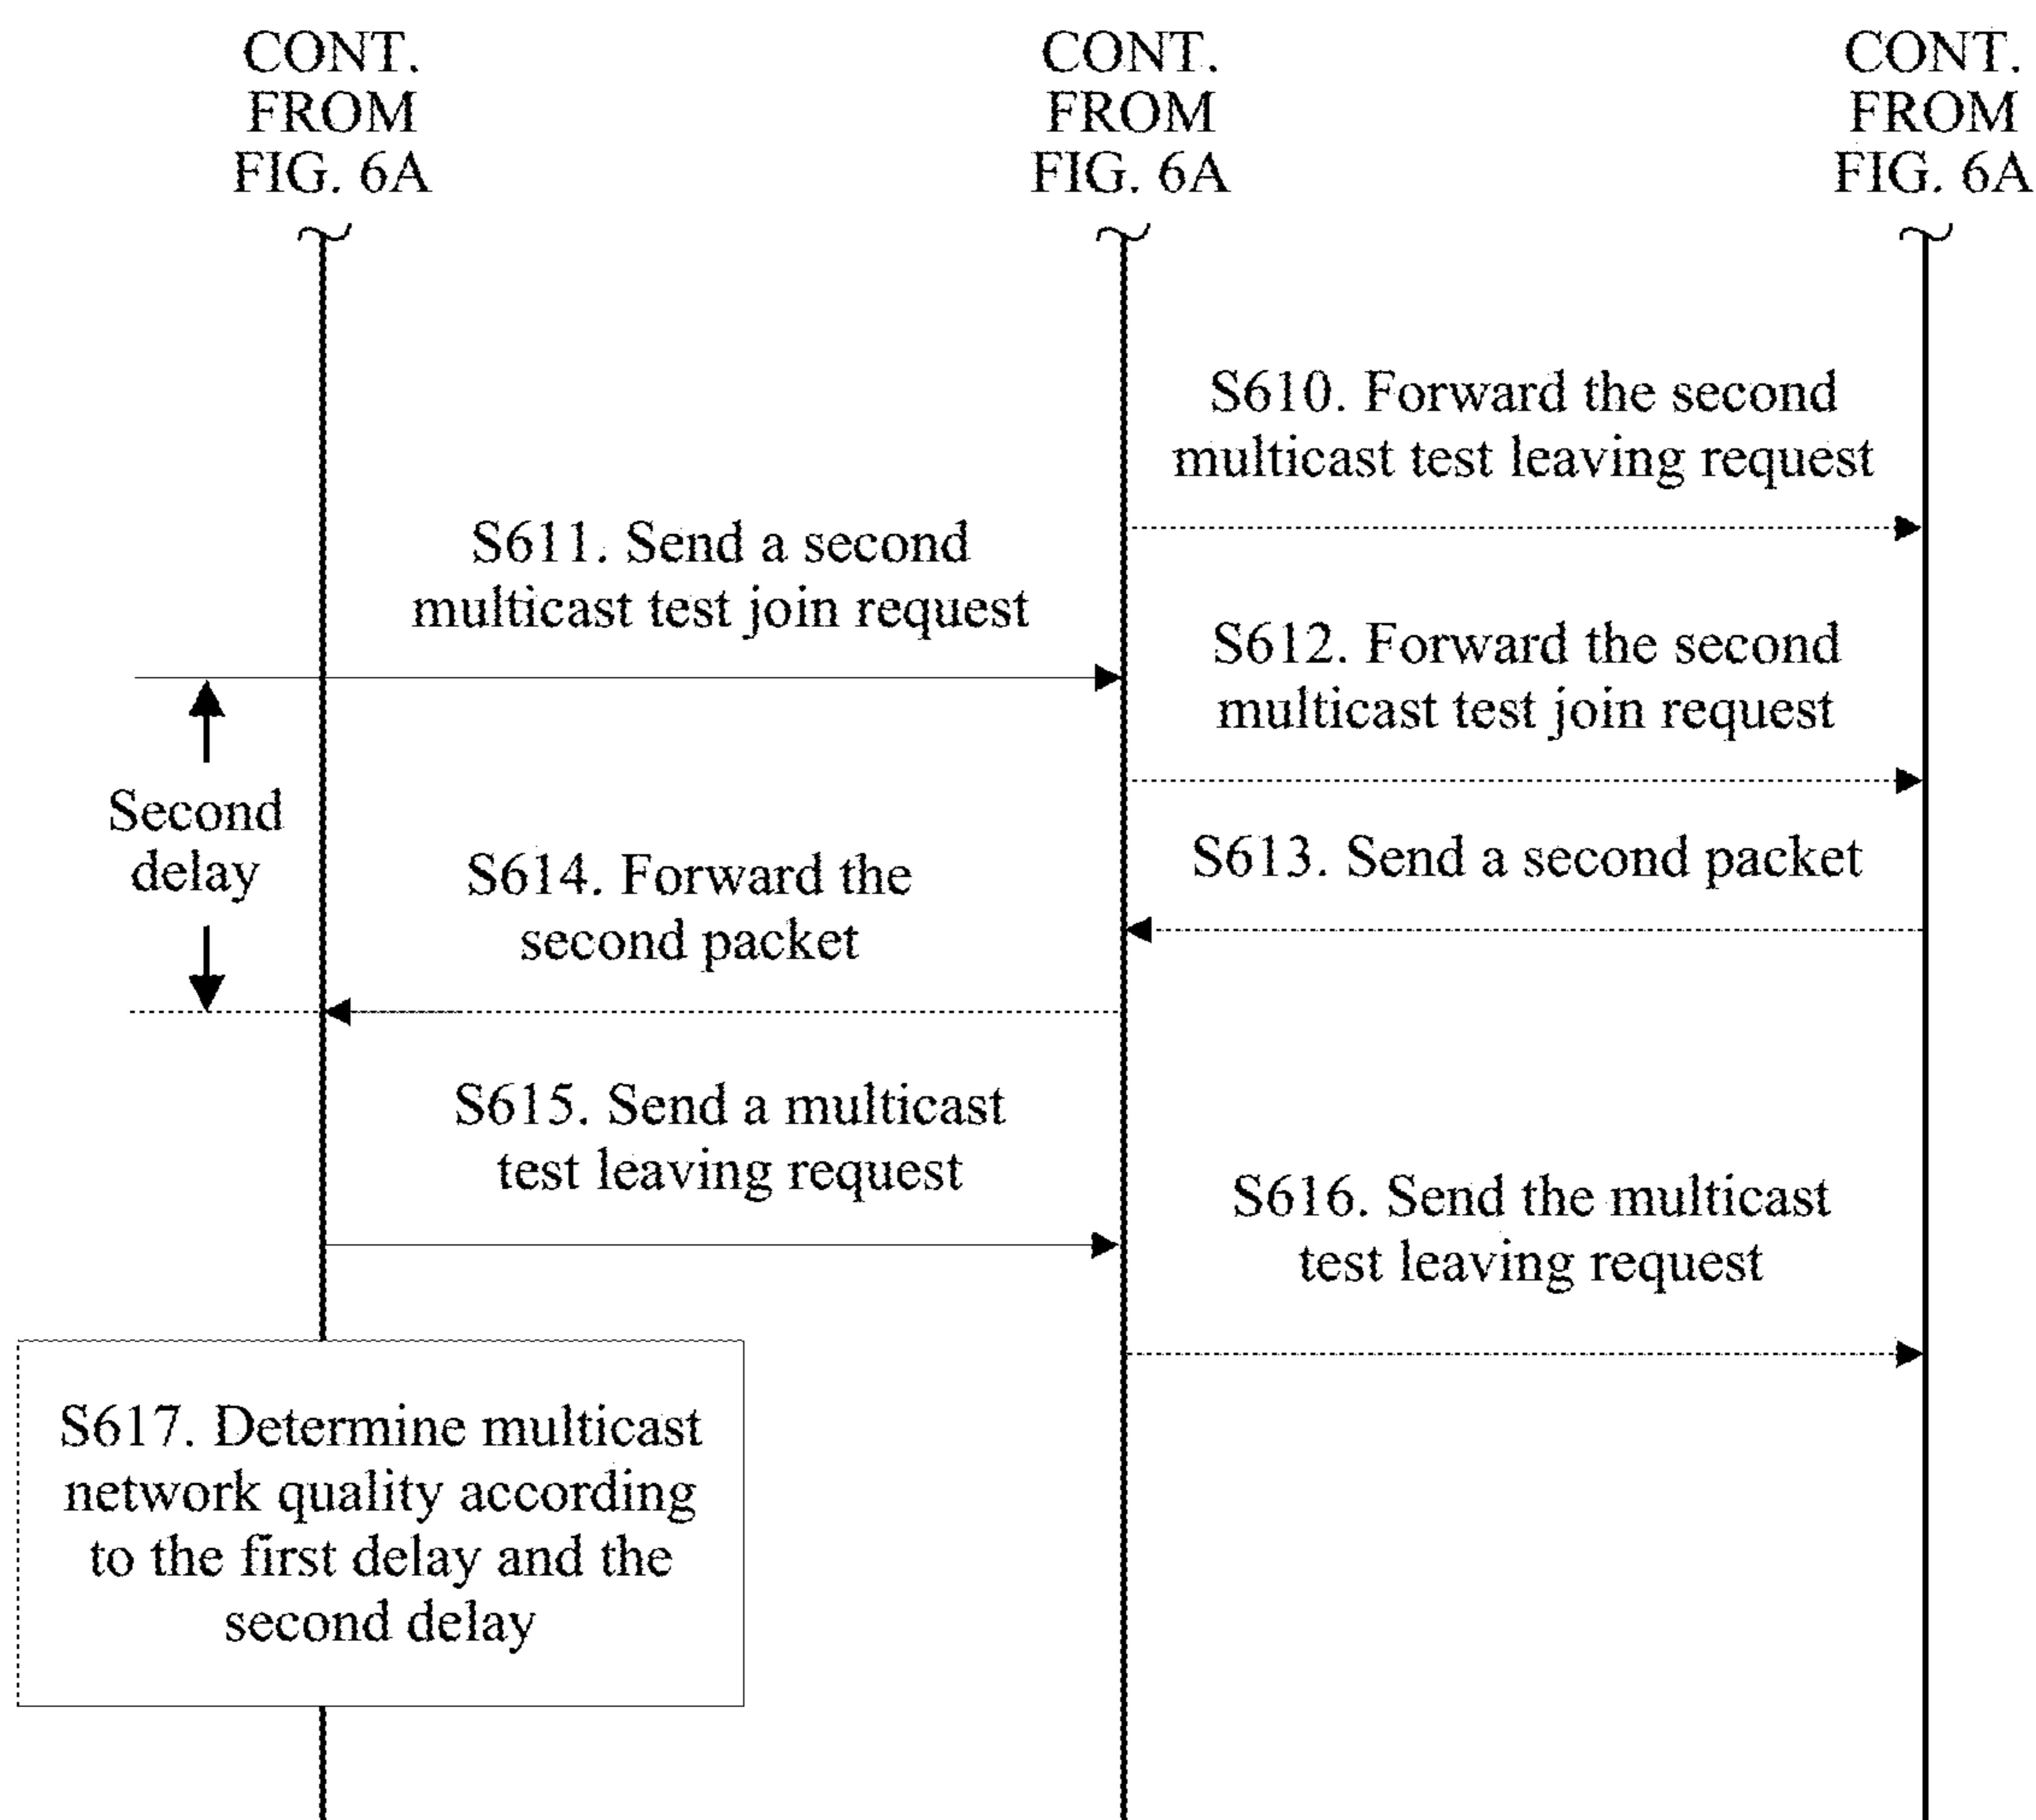 CONT.
FROM
FIG. 6A
CONT.
FROM
FIG. 6A
CONT.
FROM
FIG. 6A
S610. Forward the second
multicast test leaving request
S611. Send a second
multicast test join request
S612. Forward the second
multicast test join request
Second
delay
S613. Send a second packet
S614. Forward the
second packet
S615. Send a multicast
test leaving request
S616. Send the multicast
test leaving request
S617. Determine multicast
network quality according
to the first delay and the
second delay